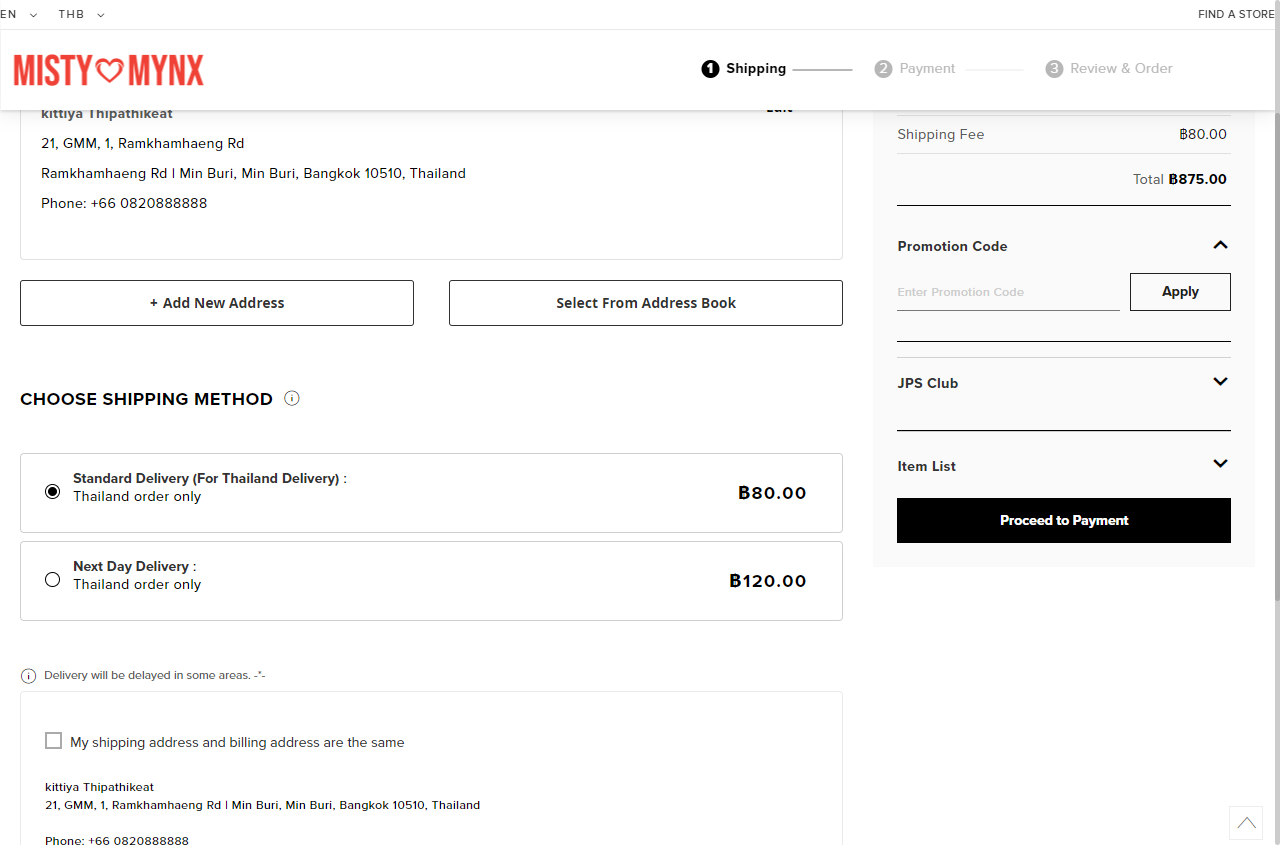 EN THB FIND A STORE
MISTY MYNX
1 Shipping 2 Payment 3 Review & Order
kittiya Thipathikeat Edit
21, GMM, 1, Ramkhamhaeng Rd
Ramkhamhaeng Rd | Min Buri, Min Buri, Bangkok 10510, Thailand
Phone: +66 0820888888
+ Add New Address
Select From Address Book
CHOOSE SHIPPING METHOD
Standard Delivery (For Thailand Delivery) :
Thailand order only
฿80.00
Next Day Delivery :
Thailand order only
฿120.00
Delivery will be delayed in some areas. -*-
My shipping address and billing address are the same
kittiya Thipathikeat
21, GMM, 1, Ramkhamhaeng Rd | Min Buri, Min Buri, Bangkok 10510, Thailand
Phone: +66 0820888888
Shipping Fee ฿80.00
Total ฿875.00
Promotion Code
Enter Promotion Code
Apply
JPS Club
Item List
Proceed to Payment